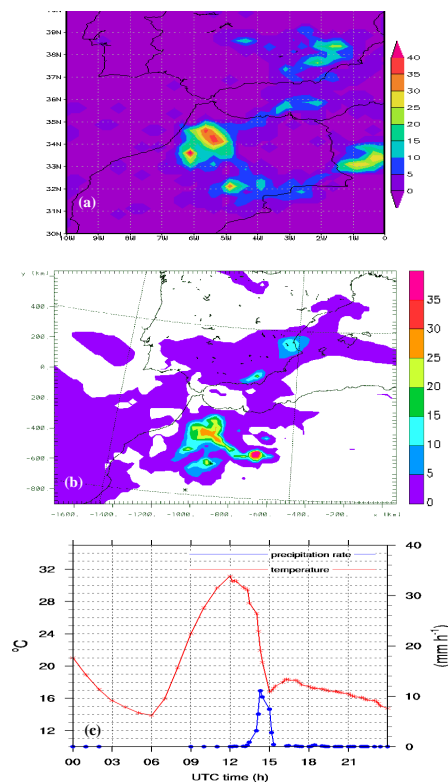 39N
38N
37N
36N
35N
34N
33N
32N
31N
30N
10W 9W 8W 7W 6W 5W 4W 3W 2W 1W 0
(a)
40
35
30
25
20
15
10
5
0
y (km)
400.
200.
0.
-200.
-400.
-600.
-800.
-1600. -1400. -1200. -1000. -800. -600. -400. -200. x (km)
(b)
35
30
25
20
15
10
5
0
precipitation rate
temperature
°C
32
28
24
20
16
12
40
30
20
10
0
(mm h-1)
(c)
00 03 06 09 12 15 18 21
UTC time (h)